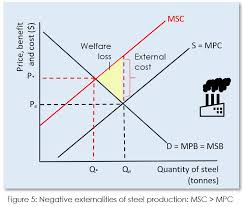 MSC
Price, benefit
and cost ($)
Welfare
loss
External
cost
S = MPC
P*
Pe
D = MPB = MSB
Q*
Quantity of steel
(tonnes)
Figure 5: Negative externalities of steel production: MSC > MPC